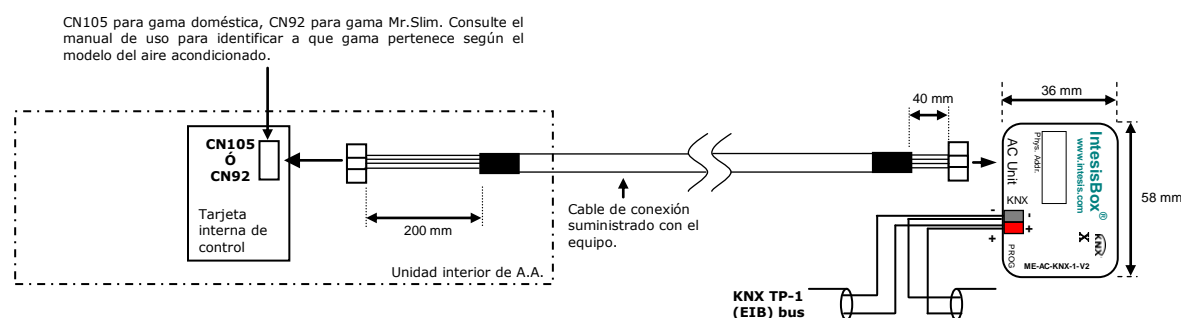 CN105 para gama doméstica, CN92 para gama Mr.Slim. Consulte el
manual de uso para identificar a que gama pertenece según el
modelo del aire acondicionado.
CN105
Ó
CN92
Tarjeta
interna de
control
200 mm
Unidad interior de A.A.
Cable de conexión
suministrado con el
equipo.
40 mm
36 mm
58 mm
AC Unit
Phys. Addr.
IntesisBox®
www.intesis.com
KNX
- -
+ +
PROG
X
KNX
ME-AC-KNX-1-V2
KNX TP-1
(EIB) bus